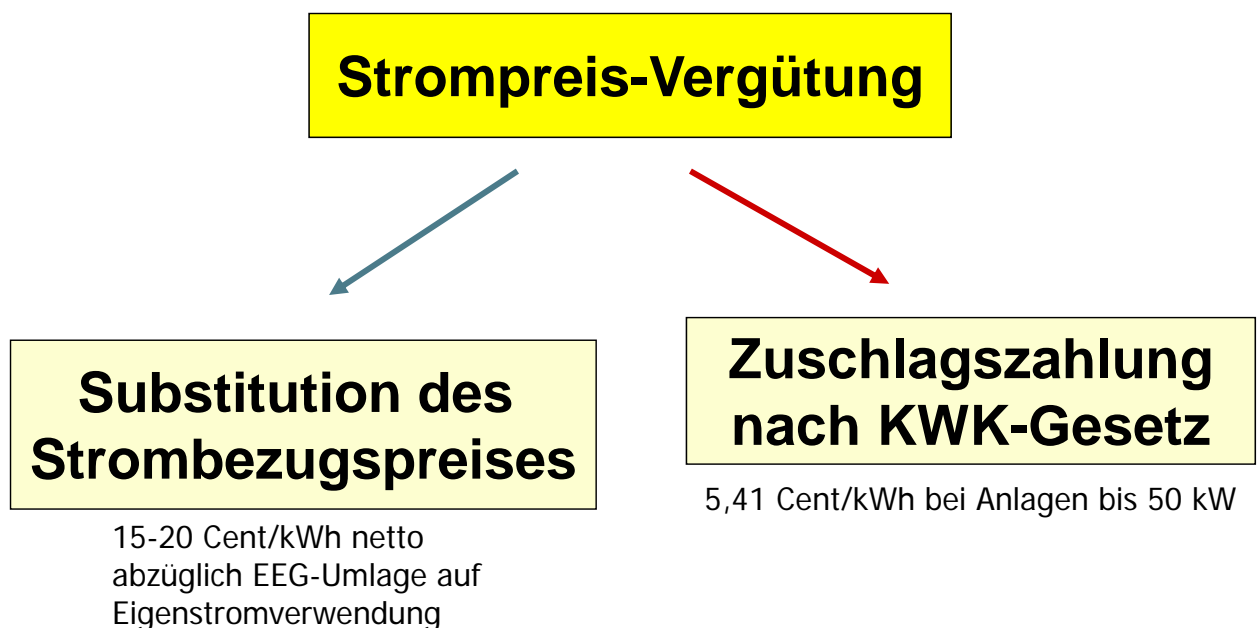 Strompreis-Vergütung
Substitution des
Strombezugspreises
15-20 Cent/kWh netto
abzüglich EEG-Umlage auf
Eigenstromverwendung
Zuschlagszahlung
nach KWK-Gesetz
5,41 Cent/kWh bei Anlagen bis 50 kW